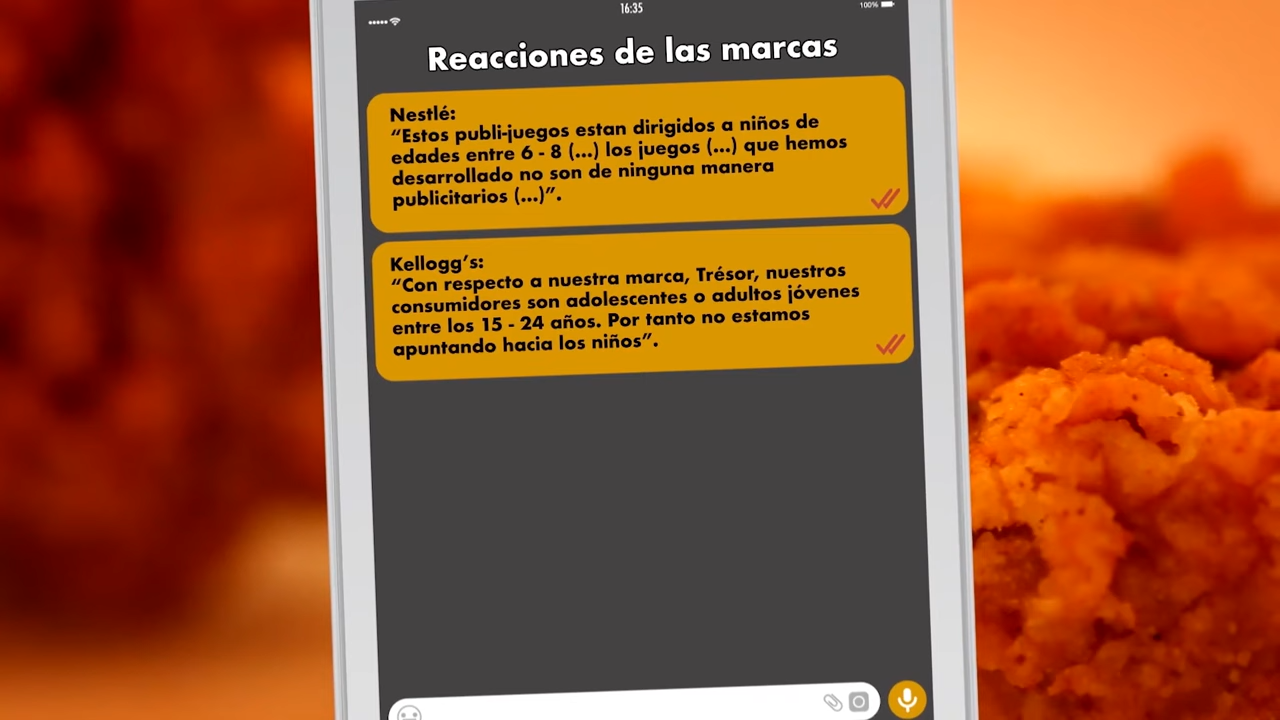 16:35
100%
Reacciones de las marcas
Nestlé:
“Estos publi-juegos estan dirigidos a niños de
edades entre 6 - 8 (...) los juegos (...) que hemos
desarrollado no son de ninguna manera
publicitarios (...)”.
Kellogg’s:
“Con respecto a nuestra marca, Trésor, nuestros
consumidores son adolescentes o adultos jóvenes
entre los 15 - 24 años. Por tanto no estamos
apuntando hacia los niños”.